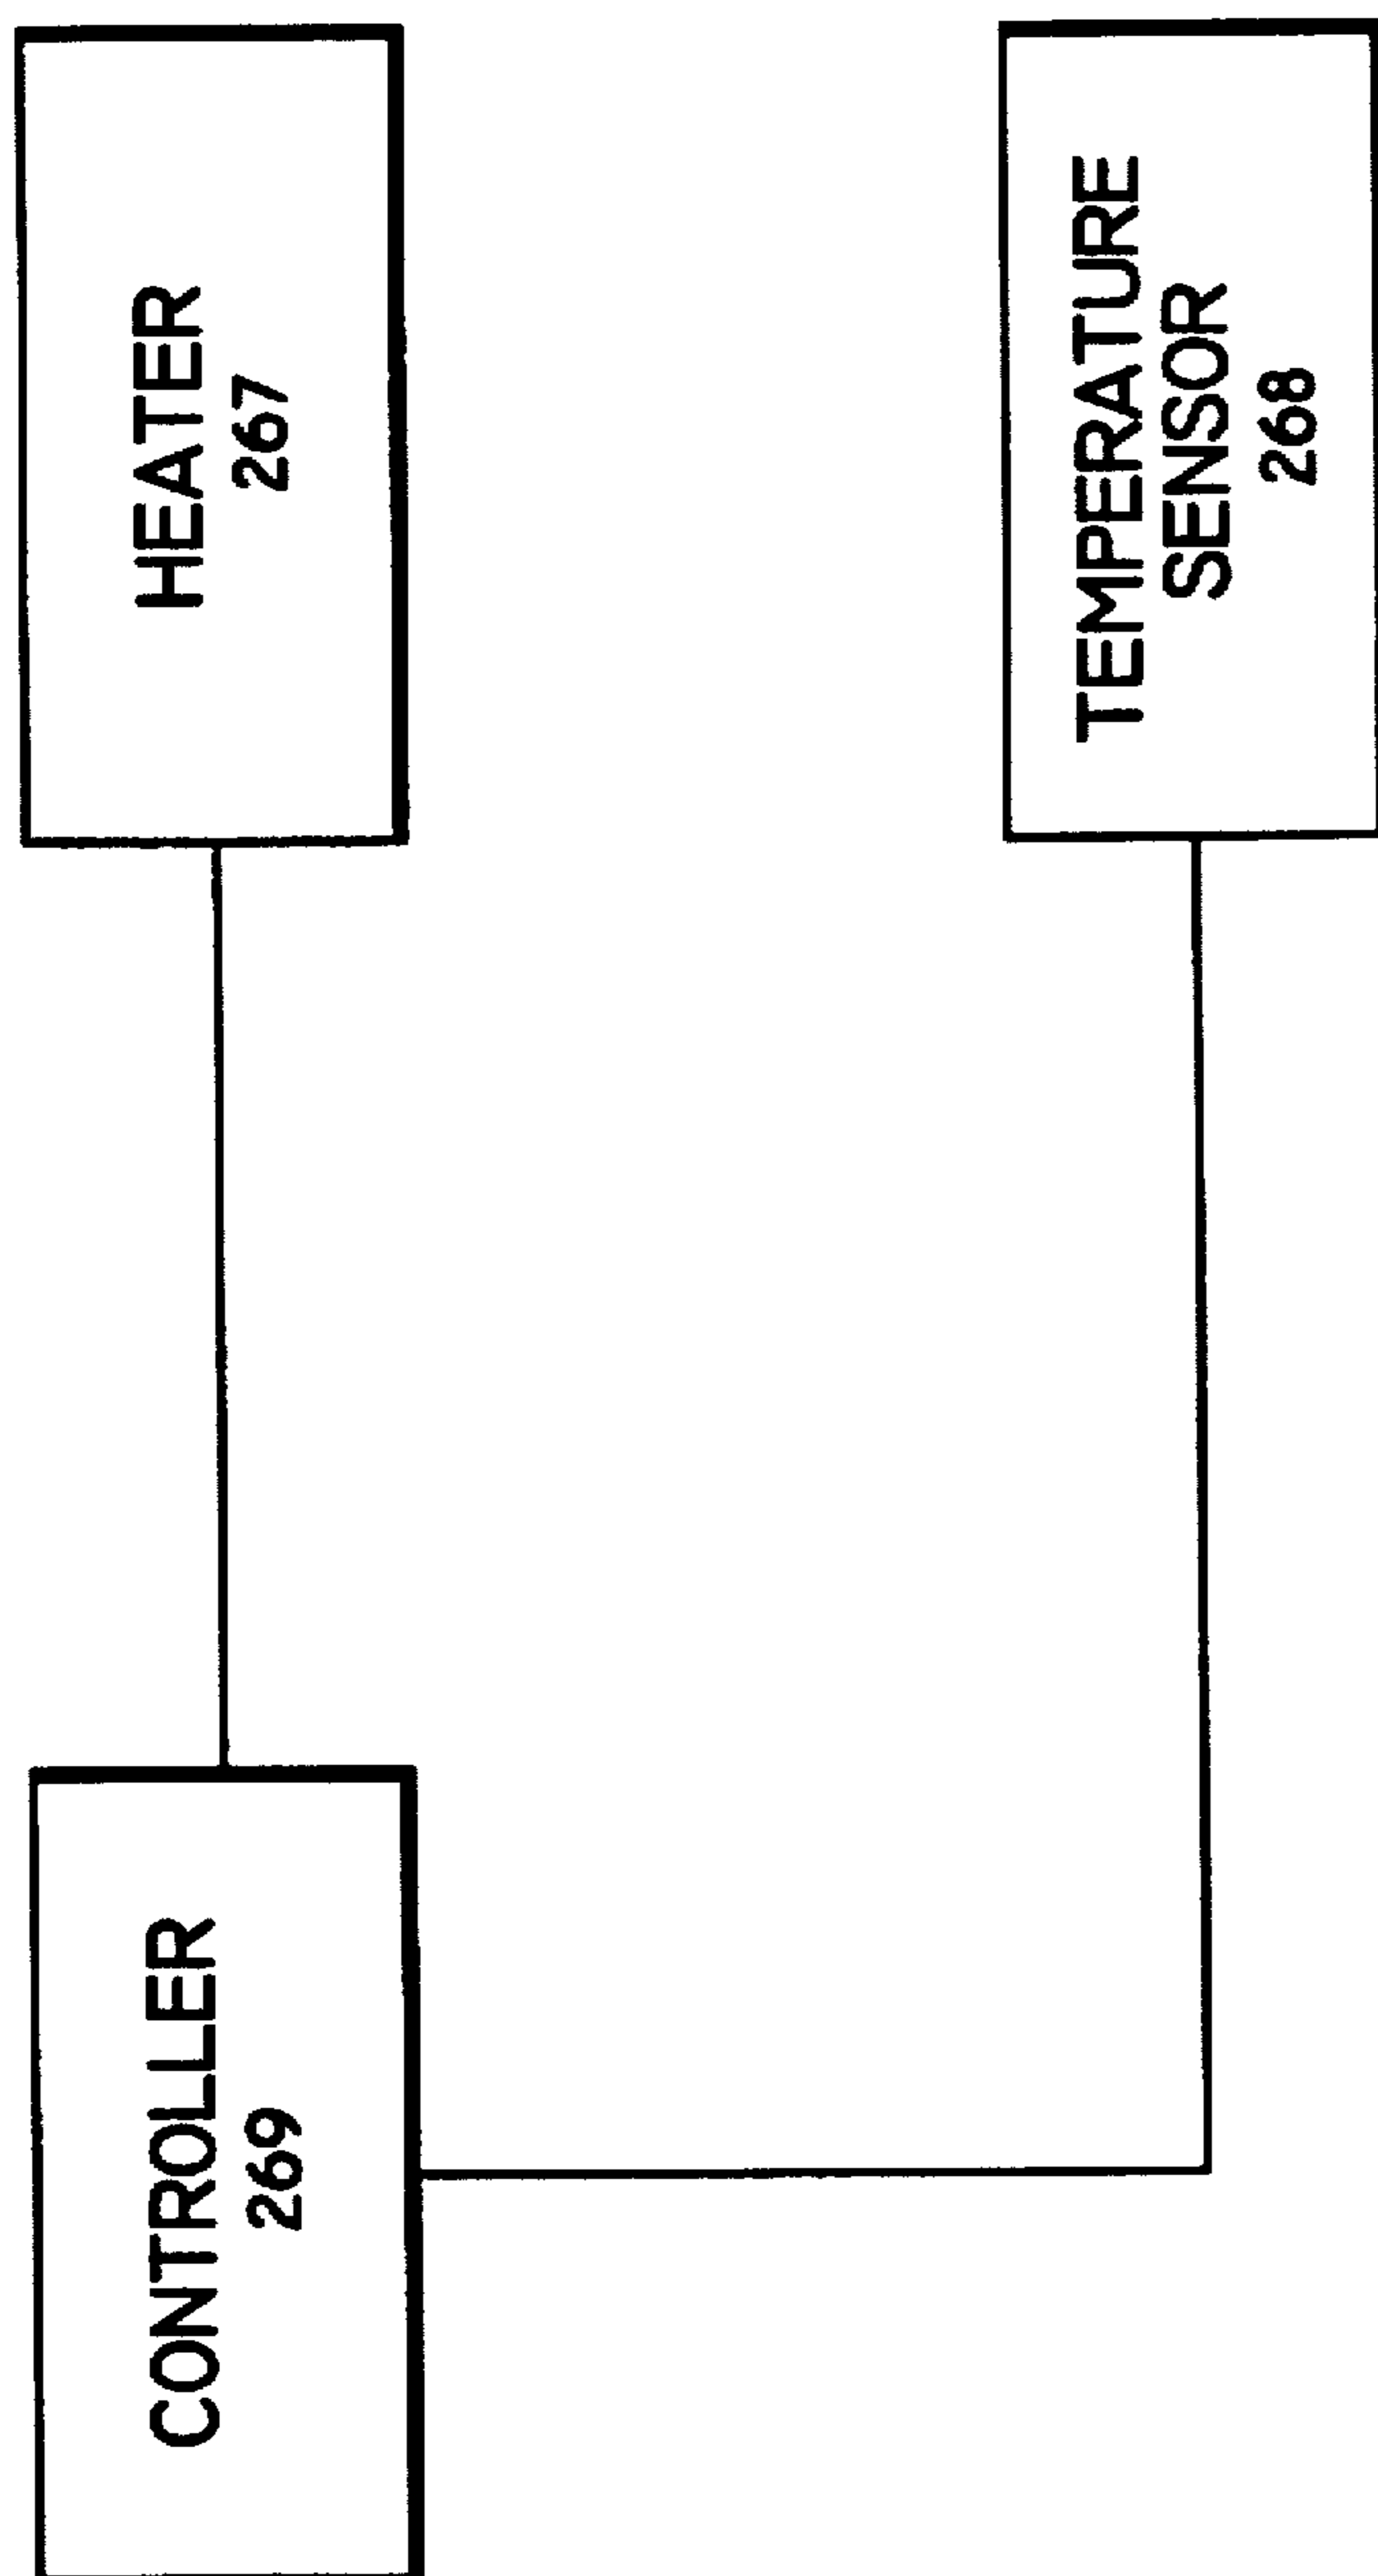 CONTROLLER
269
HEATER
267
TEMPERATURE
SENSOR
268